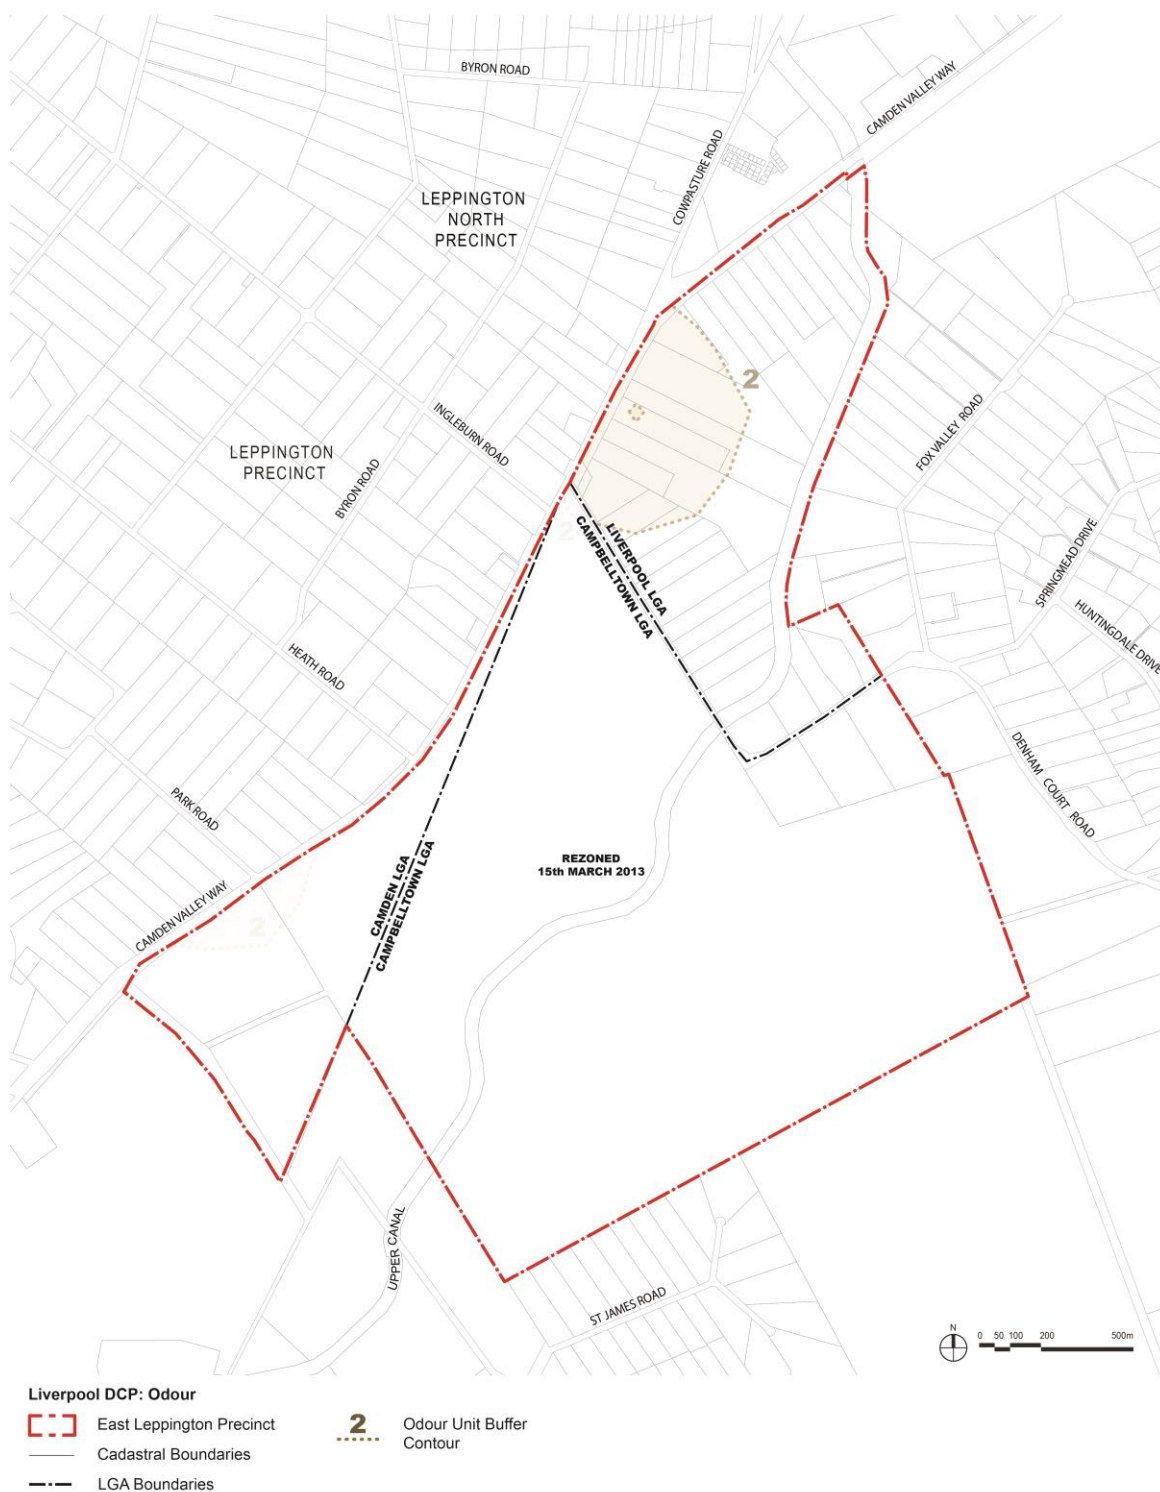 BYRON ROAD
CAMDEN VALLEY WAY
COWPASTURE ROAD
LEPPINGTON
NORTH
PRECINCT
2
INGLEBURN ROAD
FOX VALLEY ROAD
LEPPINGTON
PRECINCT
BYRON ROAD
2
LIVERPOOL LGA
CAMPBELLTOWN LGA
SPRINGMEAD DRIVE
HUNTINGDALE DRIVE
HEATH ROAD
DENHAM COURT ROAD
PARK ROAD
REZONED
15th MARCH 2013
CAMDEN LGA
CAMPBELLTOWN LGA
CAMDEN VALLEY WAY
2
UPPER CANAL
ST JAMES ROAD
N
0 50 100 200 500m
Liverpool DCP: Odour
East Leppington Precinct
Cadastral Boundaries
LGA Boundaries
2
Odour Unit Buffer
Contour